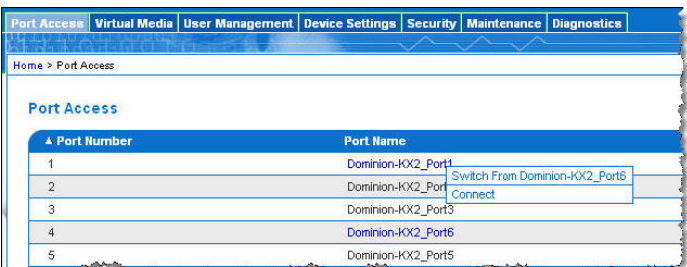 Port Access Virtual Media User Management Device Settings Security Maintenance Diagnostics
Home > Port Access
Port Access
▲ Port Number Port Name
1 Dominion-KX2_Port1
Switch From Dominion-KX2_Port6
2
Connect
3 Dominion-KX2_Port3
4 Dominion-KX2_Port6
5 Dominion-KX2_Port5